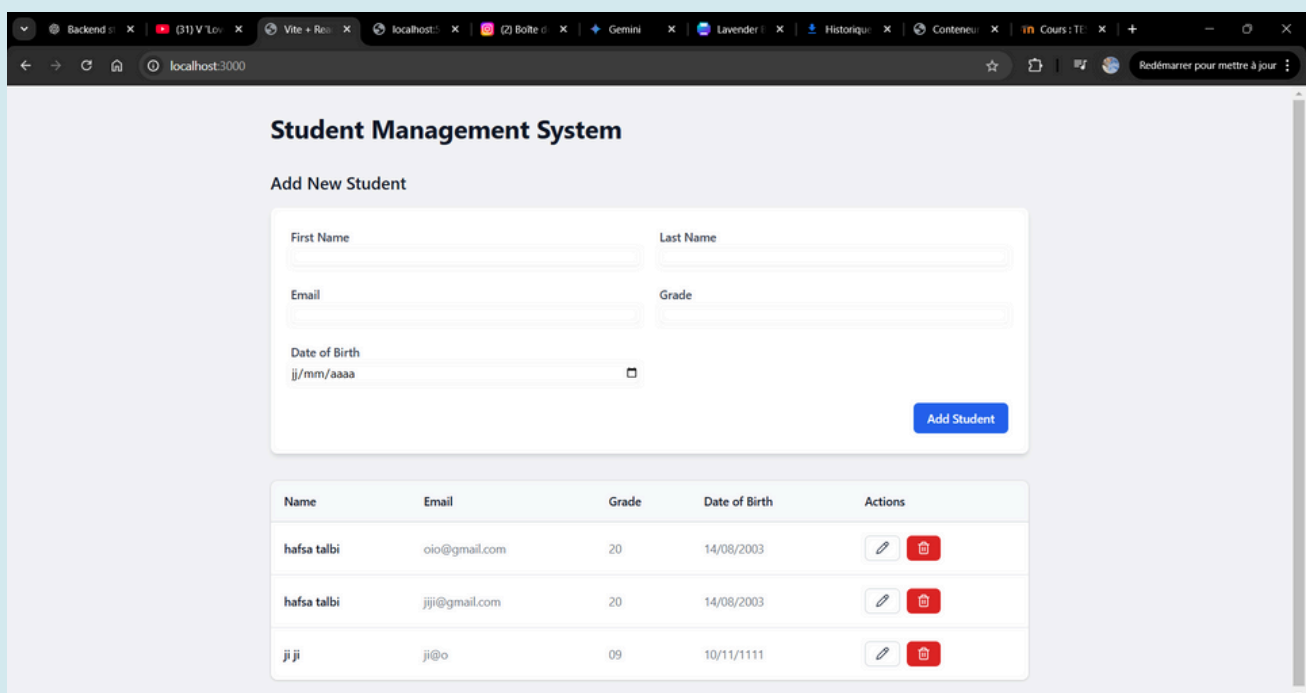 Backend s (31) V "Lov Vite + Rea localhost:5 (2) Boîte d Gemini Lavender Historique Conteneu Cours : TE
localhost:3000 Redémarrer pour mettre à jour
Student Management System
Add New Student
First Name Last Name
Email Grade
Date of Birth
jj/mm/aaaa
Add Student
Name Email Grade Date of Birth Actions
hafsa talbi oio@gmail.com 20 14/08/2003
hafsa talbi jiji@gmail.com 20 14/08/2003
ji ji ji@o 09 10/11/1111